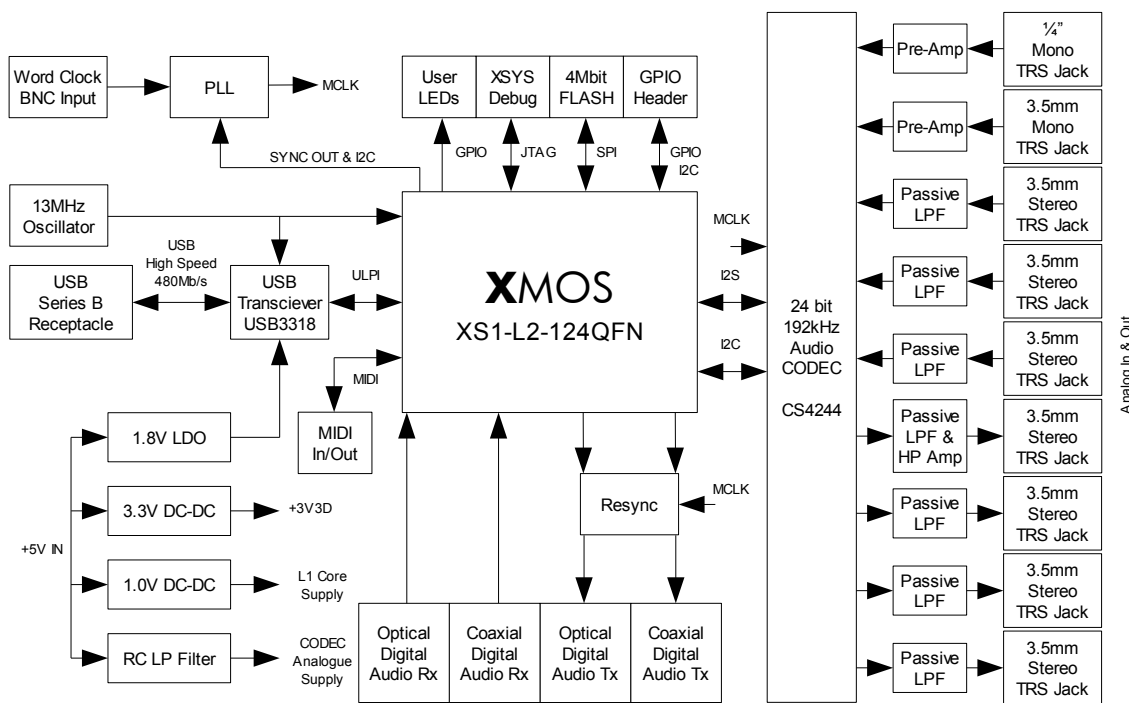 Word Clock
BNC Input
PLL
MCLK
SYNC OUT & I2C
User
LEDs
XSYS
Debug
4Mbit
FLASH
GPIO
Header
GPIO
JTAG
SPI
GPIO
I2C
13MHz
Oscillator
USB
High Speed
480Mb/s
USB
Series B
Receptacle
USB
Transciever
USB3318
ULPI
XMOS
XS1-L2-124QFN
MCLK
I2S
I2C
MIDI
MIDI
In/Out
+5V IN
1.8V LDO
3.3V DC-DC
+3V3D
1.0V DC-DC
L1 Core
Supply
RC LP Filter
CODEC
Analogue
Supply
Resync
MCLK
Optical
Digital
Audio Rx
Coaxial
Digital
Audio Rx
Optical
Digital
Audio Tx
Coaxial
Digital
Audio Tx
24 bit
192kHz
Audio
CODEC
CS4244
Pre-Amp
¼”
Mono
TRS Jack
Pre-Amp
3.5mm
Mono
TRS Jack
Passive
LPF
3.5mm
Stereo
TRS Jack
Passive
LPF
3.5mm
Stereo
TRS Jack
Passive
LPF
3.5mm
Stereo
TRS Jack
Passive
LPF &
HP Amp
3.5mm
Stereo
TRS Jack
Passive
LPF
3.5mm
Stereo
TRS Jack
Passive
LPF
3.5mm
Stereo
TRS Jack
Passive
LPF
3.5mm
Stereo
TRS Jack
Analog In & Out